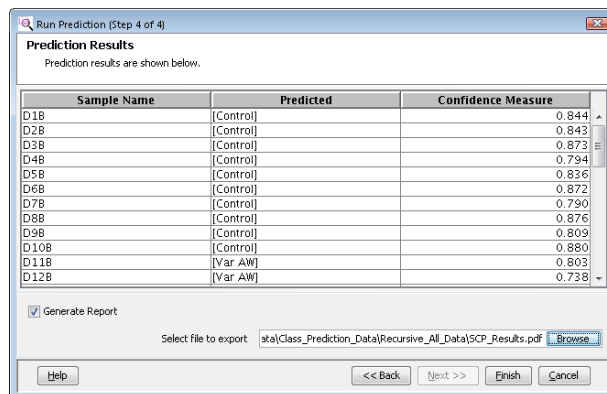 Run Prediction (Step 4 of 4)
Prediction Results
Prediction results are shown below.
Sample Name Predicted Confidence Measure
D1B [Control] 0.844
D2B [Control] 0.843
D3B [Control] 0.873
D4B [Control] 0.794
D5B [Control] 0.836
D6B [Control] 0.872
D7B [Control] 0.790
D8B [Control] 0.876
D9B [Control] 0.809
D10B [Control] 0.880
D11B [Var AW] 0.803
D12B [Var AW] 0.738
Generate Report
Select file to export ata\Class_Prediction_Data\Recursive_All_Data\SCP_Results.pdf Browse
Help << Back Next >> Finish Cancel